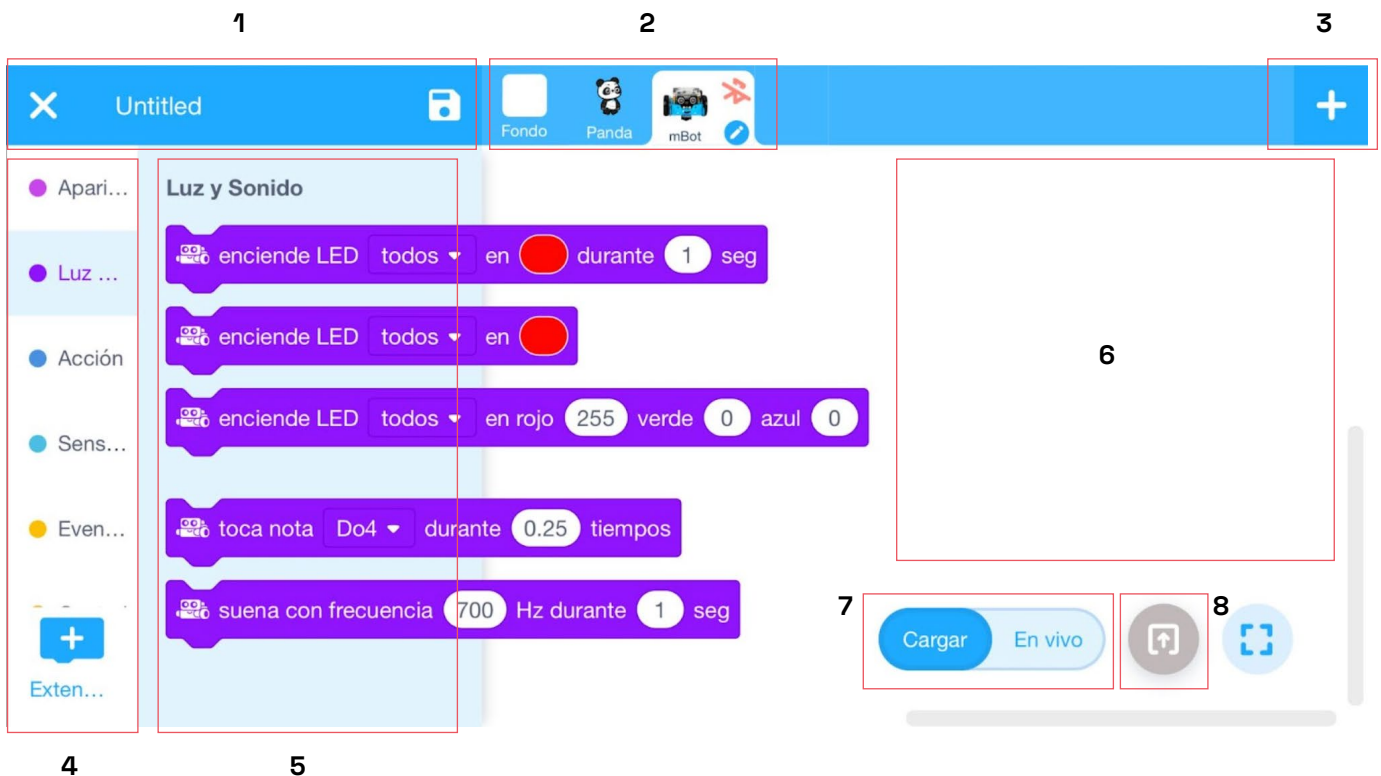 1 2 3
Untitled
Fondo Panda mBot
Apari...
Luz ...
Acción
Sens...
Even...
Exten...
Luz y Sonido
enciende LED todos en durante 1 seg
enciende LED todos en
enciende LED todos en rojo 255 verde 0 azul 0
toca nota Do4 durante 0.25 tiempos
suena con frecuencia 700 Hz durante 1 seg
6
7 8
Cargar En vivo
4 5